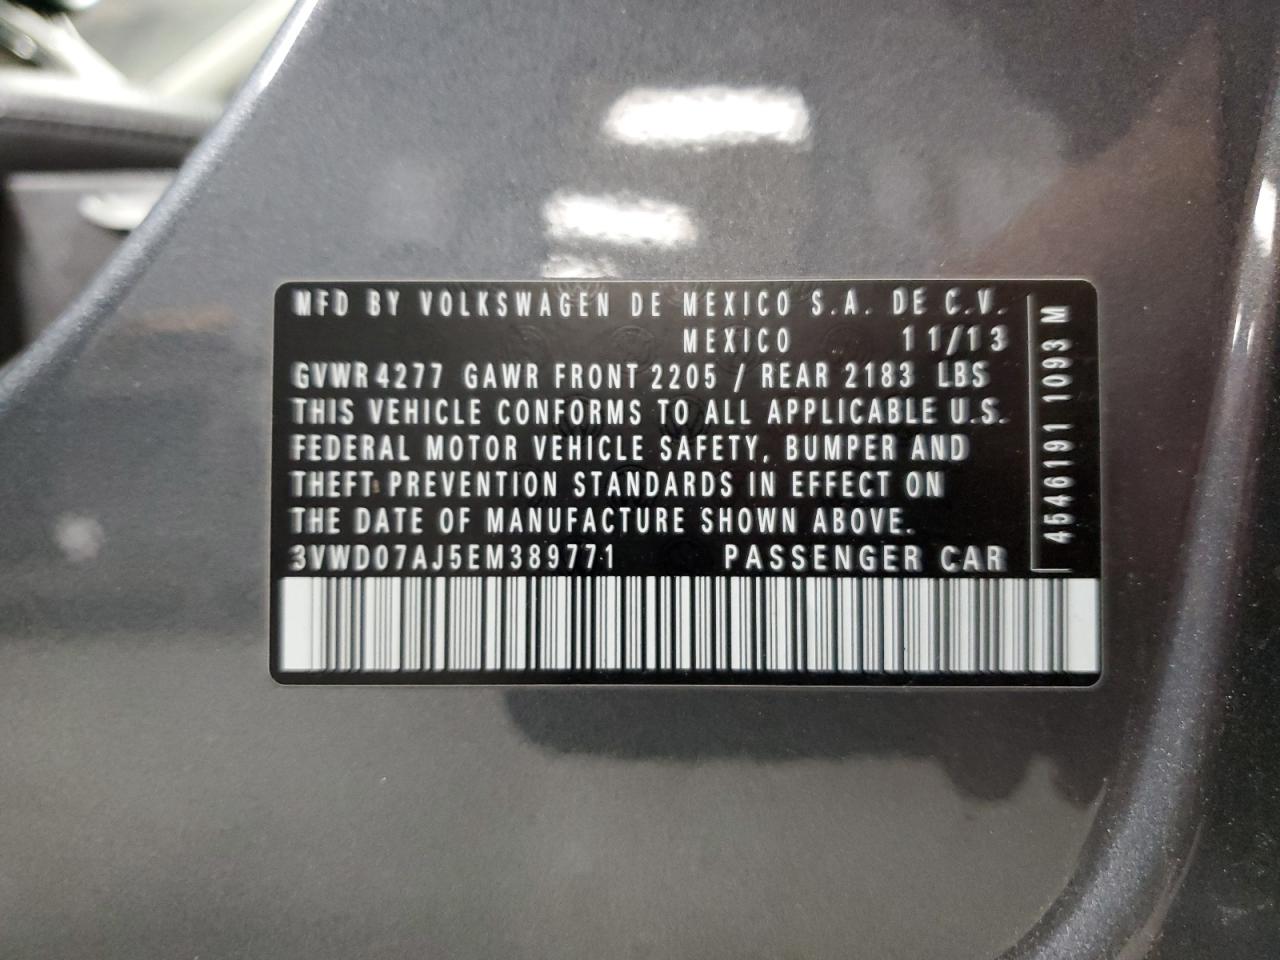 MFD BY VOLKSWAGEN DE MEXICO S.A. DE C.V.
MEXICO 11/13
GVWR 4277 GAWR FRONT 2205 / REAR 2183 LBS
THIS VEHICLE CONFORMS TO ALL APPLICABLE U.S.
FEDERAL MOTOR VEHICLE SAFETY, BUMPER AND
THEFT PREVENTION STANDARDS IN EFFECT ON
THE DATE OF MANUFACTURE SHOWN ABOVE.
3VWD07AJ5EM389771 PASSENGER CAR
4546191 1093 M